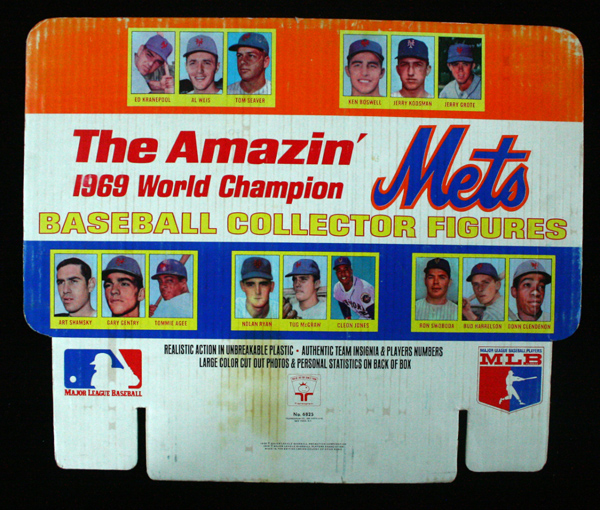 ED KRANEPOOL AL WEIS TOM SEAVER
KEN BOSWELL JERRY KOOSMAN JERRY GROTE
The Amazin'
1969 World Champion
Mets
BASEBALL COLLECTOR FIGURES
ART SHAMSKY GARY GENTRY TOMMIE AGEE
NOLAN RYAN TUG McGRAW CLEON JONES
RON SWOBODA BUD HARRELSON DONN CLENDENON
REALISTIC ACTION IN UNBREAKABLE PLASTIC • AUTHENTIC TEAM INSIGNIA & PLAYERS NUMBERS
LARGE COLOR CUT OUT PHOTOS & PERSONAL STATISTICS ON BACK OF BOX
MAJOR LEAGUE BASEBALL
MAJOR LEAGUE BASEBALL PLAYERS
MLB